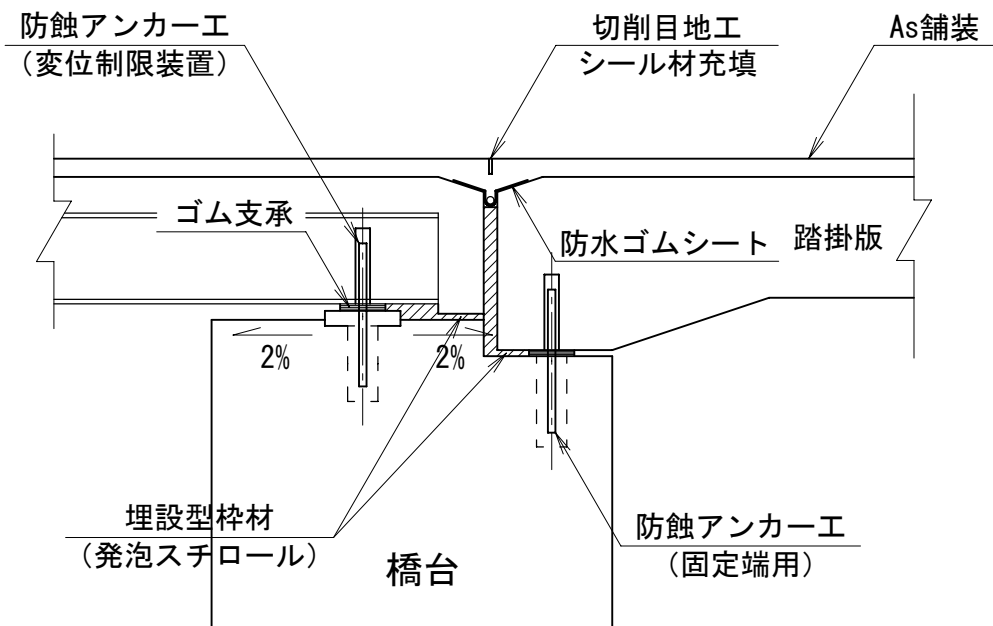 防蝕アンカー工
（変位制限装置）
切削目地工
シール材充填
As舗装
ゴム支承
防水ゴムシート
踏掛版
2%
2%
埋設型枠材
（発泡スチロール）
橋台
防蝕アンカー工
（固定端用）